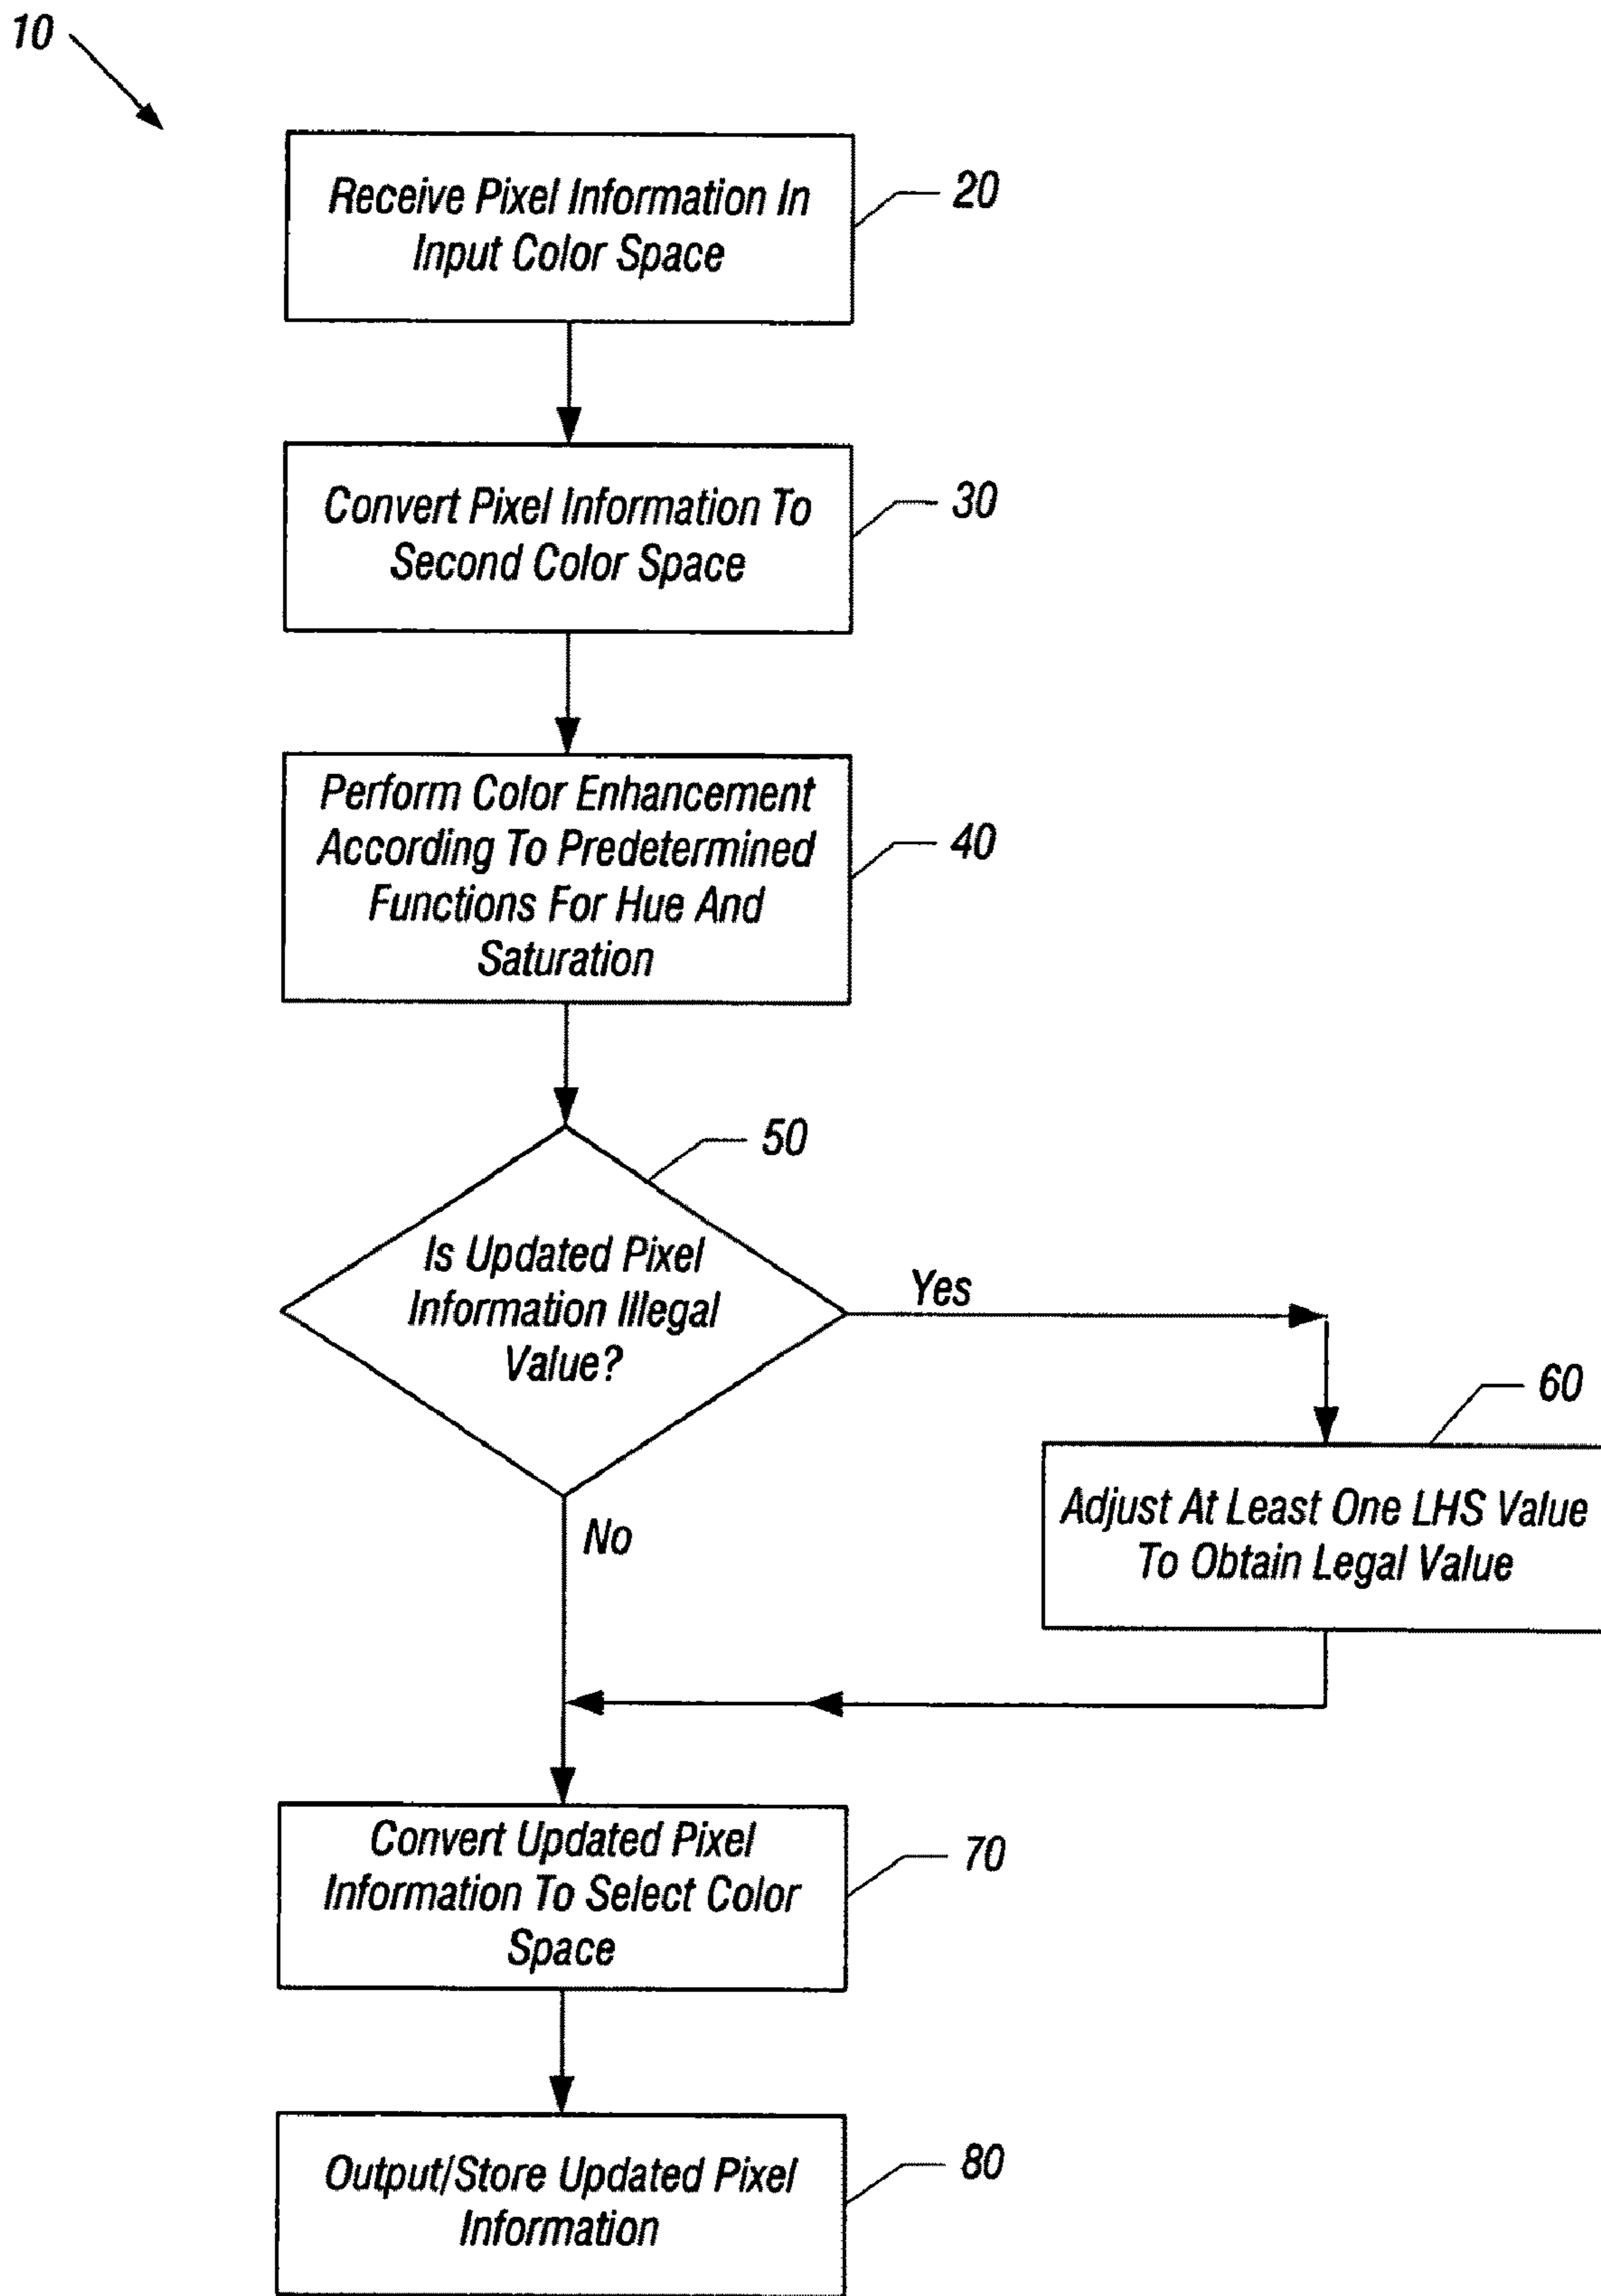 10
Receive Pixel Information In
Input Color Space
20
Convert Pixel Information To
Second Color Space
30
Perform Color Enhancement
According To Predetermined
Functions For Hue And
Saturation
40
50
Is Updated Pixel
Information Illegal
Value?
Yes
60
Adjust At Least One LHS Value
To Obtain Legal Value
No
Convert Updated Pixel
Information To Select Color
Space
70
Output/Store Updated Pixel
Information
80